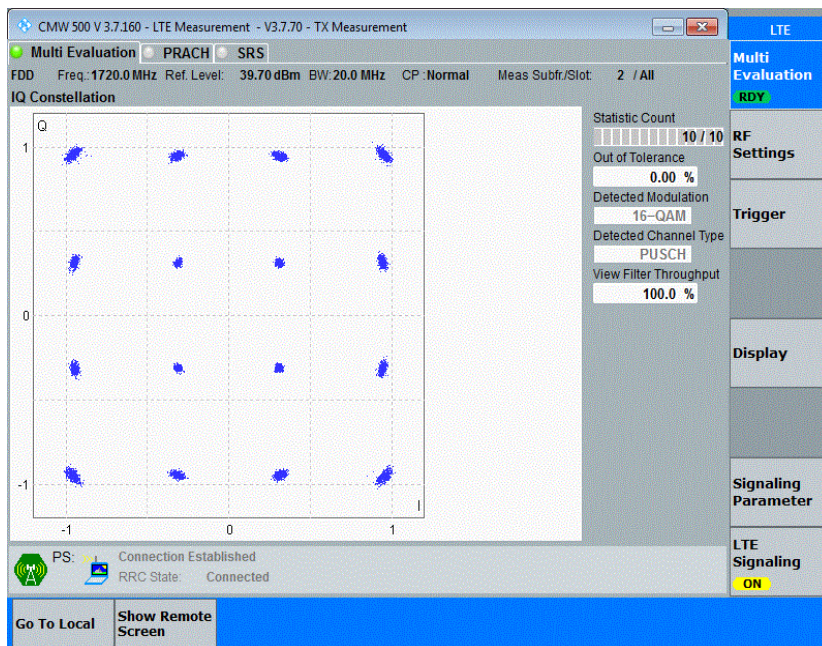 CMW 500 V 3.7.160 - LTE Measurement - V3.7.70 - TX Measurement
LTE
Multi Evaluation PRACH SRS
Multi
Evaluation
RDY
FDD Freq.: 1720.0 MHz Ref. Level: 39.70 dBm BW: 20.0 MHz CP : Normal Meas Subfr./Slot: 2 / All
IQ Constellation
Q
1
0
-1
-1
0
1
I
Statistic Count
10 / 10
Out of Tolerance
0.00 %
Detected Modulation
16-QAM
Detected Channel Type
PUSCH
View Filter Throughput
100.0 %
RF
Settings
Trigger
Display
Signaling
Parameter
LTE
Signaling
ON
PS: Connection Established
RRC State: Connected
Go To Local
Show Remote
Screen